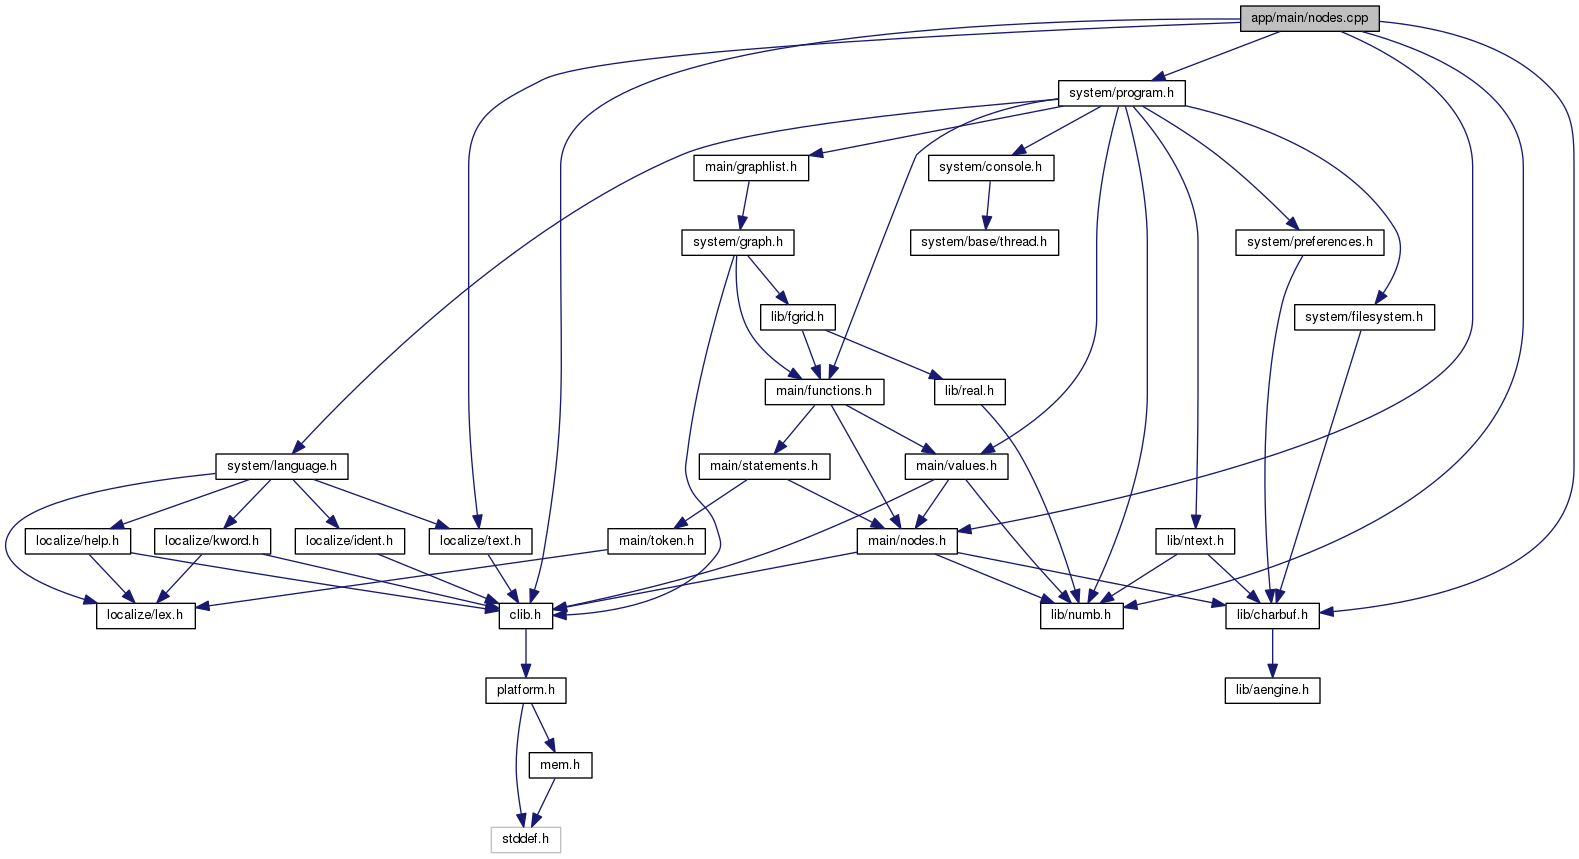 app/main/nodes.cpp
system/program.h
main/graphlist.h
system/console.h
system/graph.h
system/base/thread.h
system/preferences.h
lib/fgrid.h
system/filesystem.h
main/functions.h
lib/real.h
system/language.h
main/statements.h
main/values.h
localize/help.h
localize/kword.h
localize/ident.h
localize/text.h
main/token.h
main/nodes.h
lib/ntext.h
localize/lex.h
clib.h
lib/numb.h
lib/charbuf.h
platform.h
lib/aengine.h
mem.h
stddef.h